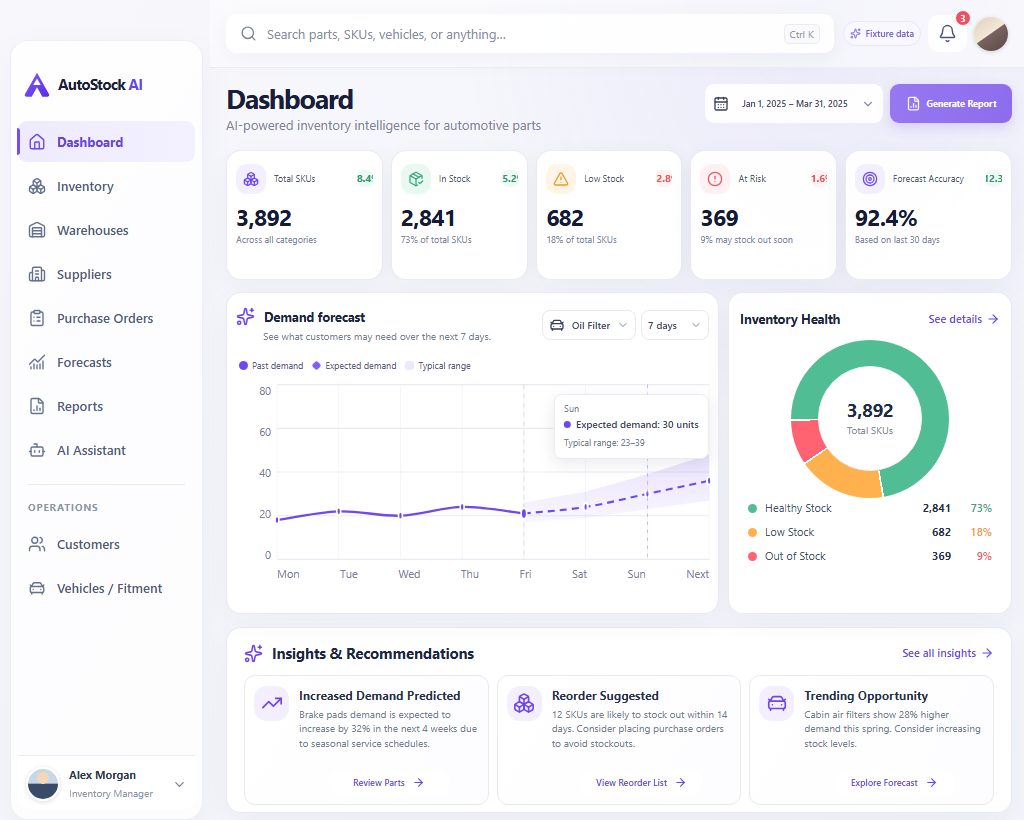 Search parts, SKUs, vehicles, or anything...
Ctrl K
Fixture data
3
AutoStock AI
Dashboard
Inventory
Warehouses
Suppliers
Purchase Orders
Forecasts
Reports
AI Assistant
OPERATIONS
Customers
Vehicles / Fitment
Alex Morgan
Inventory Manager
Dashboard
AI-powered inventory intelligence for automotive parts
Jan 1, 2025 – Mar 31, 2025
Generate Report
Total SKUs
3,892
Across all categories
In Stock
2,841
73% of total SKUs
Low Stock
682
18% of total SKUs
At Risk
369
9% may stock out soon
Forecast Accuracy
92.4%
Based on last 30 days
Demand forecast
See what customers may need over the next 7 days.
Oil Filter
7 days
Past demand
Expected demand
Typical range
80
60
40
20
0
Sun
Expected demand: 30 units
Typical range: 23–39
Mon
Tue
Wed
Thu
Fri
Sat
Sun
Next
Inventory Health
See details
3,892
Total SKUs
Healthy Stock 2,841 73%
Low Stock 682 18%
Out of Stock 369 9%
Insights & Recommendations
See all insights
Increased Demand Predicted
Brake pads demand is expected to
increase by 32% in the next 4 weeks due
to seasonal service schedules.
Review Parts
Reorder Suggested
12 SKUs are likely to stock out within 14
days. Consider placing purchase orders
to avoid stockouts.
View Reorder List
Trending Opportunity
Cabin air filters show 28% higher
demand this spring. Consider increasing
stock levels.
Explore Forecast